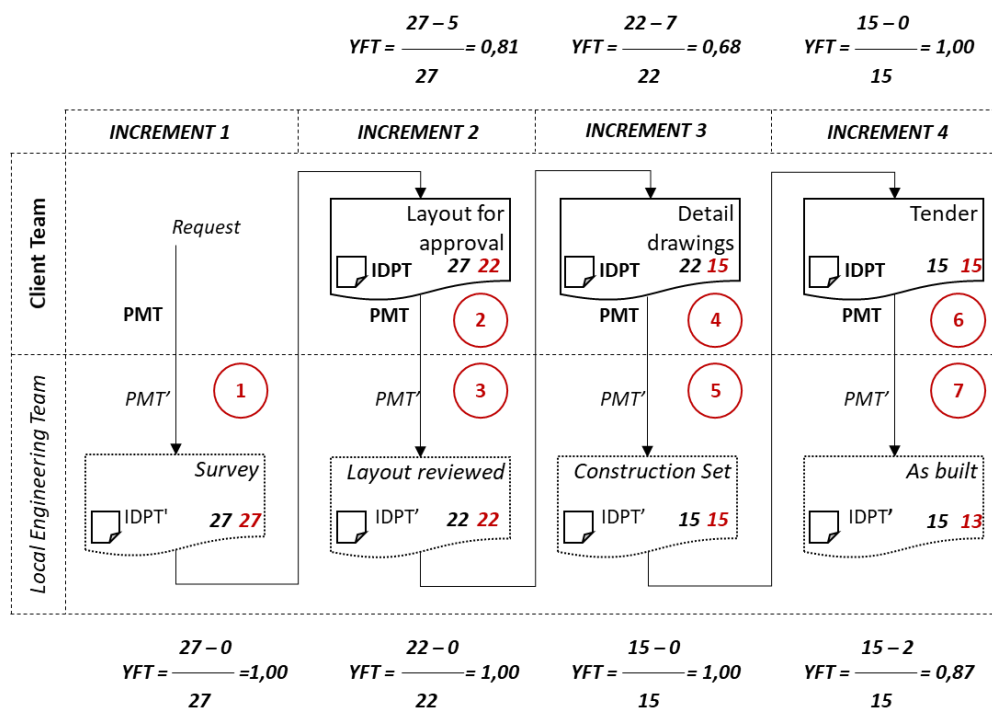 27 – 5
YFT = = 0,81
27
22 – 7
YFT = = 0,68
22
15 – 0
YFT = = 1,00
15
INCREMENT 1
INCREMENT 2
INCREMENT 3
INCREMENT 4
Client Team
Request
PMT
Layout for
approval
IDPT 27 22
PMT
2
Detail
drawings
IDPT 22 15
PMT
4
Tender
IDPT 15 15
PMT
6
Local Engineering Team
PMT’
1
Survey
IDPT' 27 27
PMT’
3
Layout reviewed
IDPT’ 22 22
PMT’
5
Construction Set
IDPT’ 15 15
PMT’
7
As built
IDPT’ 15 13
27 – 0
YFT = =1,00
27
22 – 0
YFT = = 1,00
22
15 – 0
YFT = = 1,00
15
15 – 2
YFT = = 0,87
15